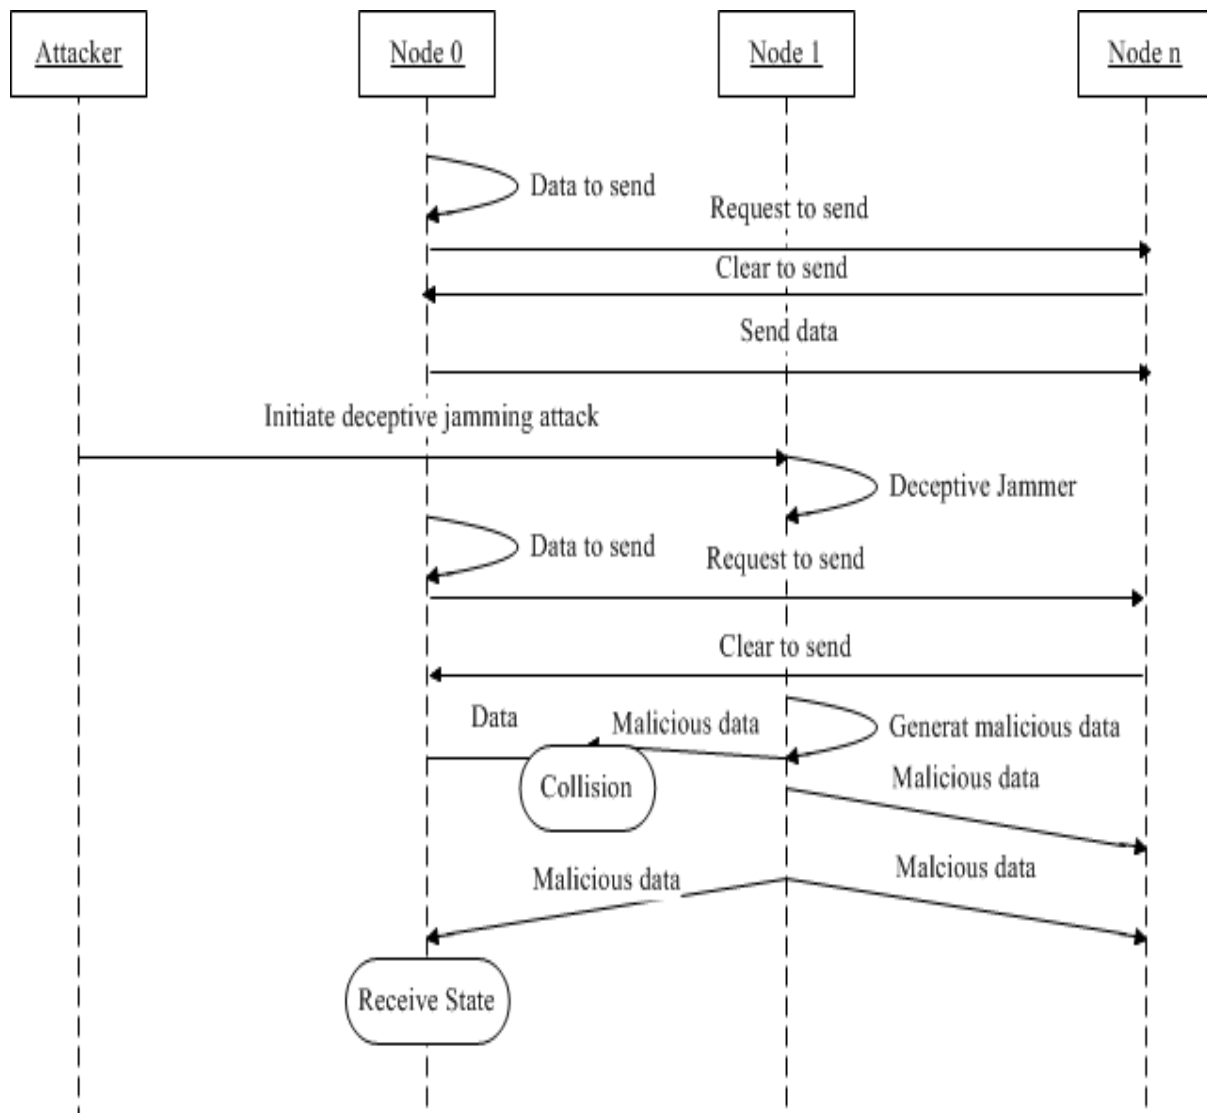 Attacker
Node 0
Node 1
Node n
Data to send
Request to send
Clear to send
Send data
Initiate deceptive jamming attack
Deceptive Jammer
Data to send
Request to send
Clear to send
Data
Malicious data
Generat malicious data
Collision
Malicious data
Malicious data
Malcious data
Receive State